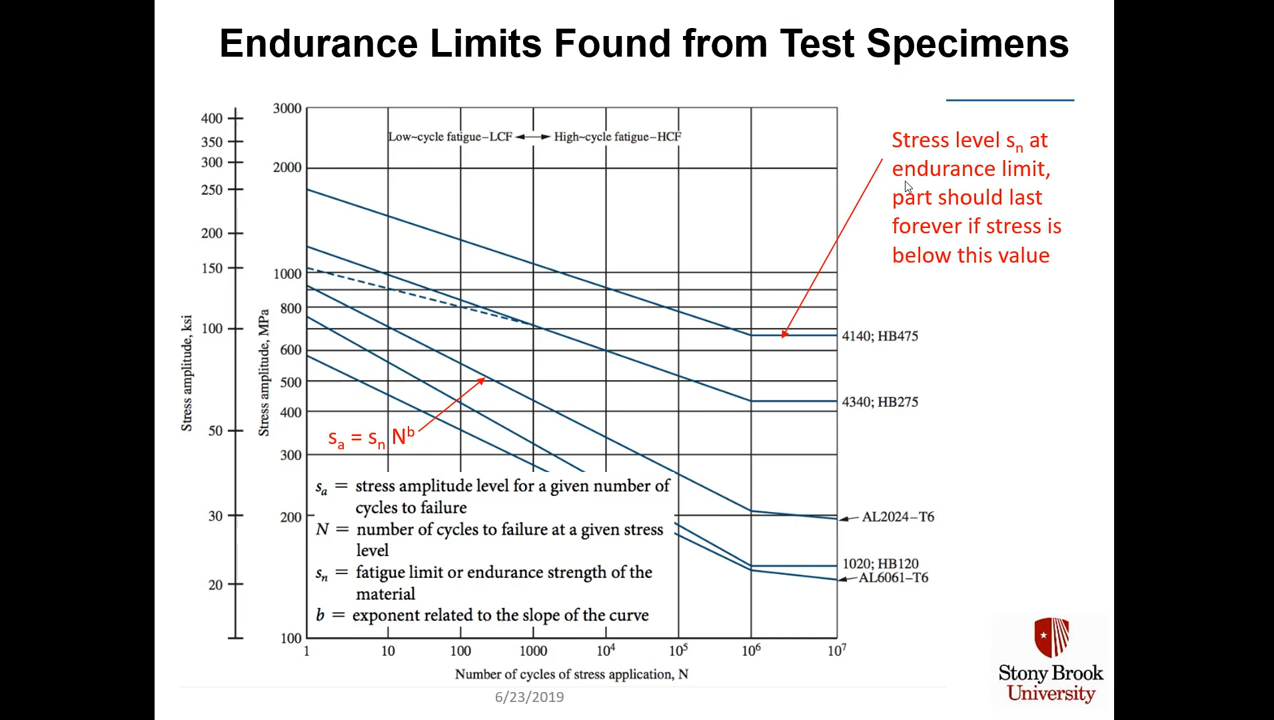 Endurance Limits Found from Test Specimens
Stress amplitude, ksi
400
350
300
250
200
150
100
50
30
20
Stress amplitude, MPa
3000
2000
1000
800
600
500
400
300
200
100
Low~cycle fatigue–LCF
High~cycle fatigue–HCF
Stress level sₙ at
endurance limit,
part should last
forever if stress is
below this value
4140; HB475
4340; HB275
AL2024–T6
1020; HB120
AL6061–T6
sₐ = sₙ Nᵇ
sₐ = stress amplitude level for a given number of
cycles to failure
N = number of cycles to failure at a given stress
level
sₙ = fatigue limit or endurance strength of the
material
b = exponent related to the slope of the curve
1 10 100 1000 10⁴ 10⁵ 10⁶ 10⁷
Number of cycles of stress application, N
6/23/2019
Stony Brook
University